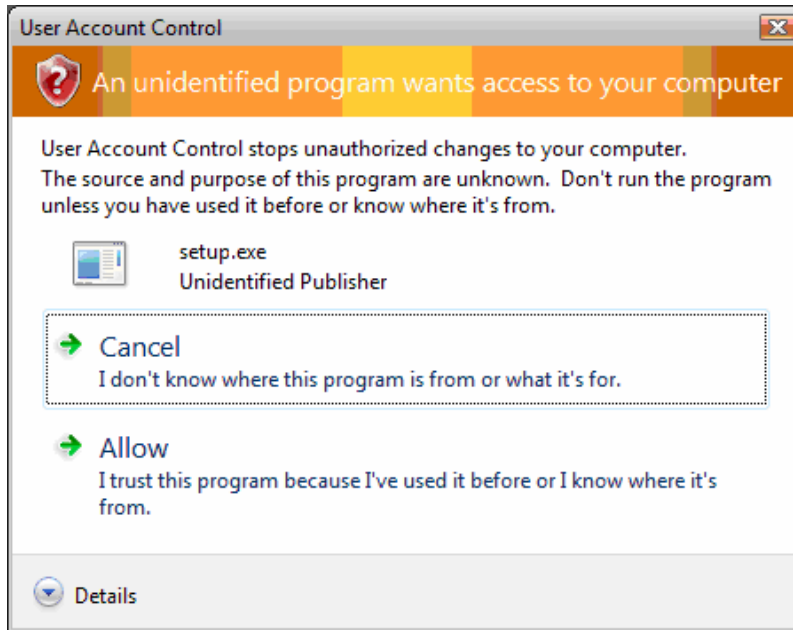 User Account Control
An unidentified program wants access to your computer
User Account Control stops unauthorized changes to your computer.
The source and purpose of this program are unknown.  Don't run the program
unless you have used it before or know where it's from.
setup.exe
Unidentified Publisher
Cancel
I don't know where this program is from or what it's for.
Allow
I trust this program because I've used it before or I know where it's
from.
Details